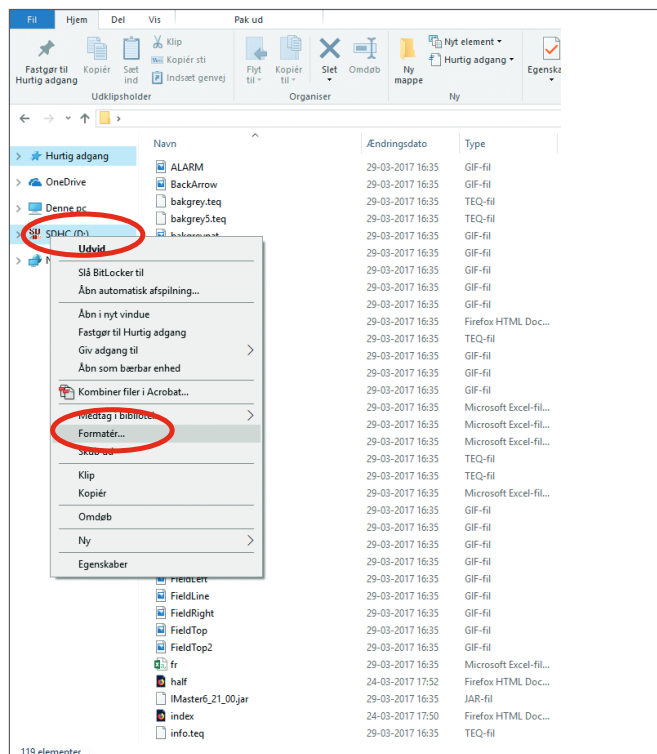 Fil Hjem Del Vis Pak ud
Fastgør til Hurtig adgang
Kopiér
Sæt ind
Klip
Kopiér sti
Indsæt genvej
Udklipsholder
Flyt til
Kopiér til
Slet
Omdøb
Organiser
Ny mappe
Nyt element
Hurtig adgang
Ny
Egenska
Navn Ændringsdato Type
Hurtig adgang
OneDrive
Denne pc
SDHC (D:)
N
Udvid
Slå BitLocker til
Åbn automatisk afspilning...
Åbn i nyt vindue
Fastgør til Hurtig adgang
Giv adgang til
Åbn som bærbar enhed
Kombiner filer i Acrobat...
Medtag i bibliotek
Formatér...
Skub ud
Klip
Kopiér
Omdøb
Ny
Egenskaber
ALARM 29-03-2017 16:35 GIF-fil
BackArrow 29-03-2017 16:35 GIF-fil
bakgrey.teq 29-03-2017 16:35 TEQ-fil
bakgrey5.teq 29-03-2017 16:35 TEQ-fil
bakgreypat 29-03-2017 16:35 GIF-fil
29-03-2017 16:35 GIF-fil
29-03-2017 16:35 GIF-fil
29-03-2017 16:35 GIF-fil
29-03-2017 16:35 GIF-fil
29-03-2017 16:35 Firefox HTML Doc...
29-03-2017 16:35 TEQ-fil
29-03-2017 16:35 GIF-fil
29-03-2017 16:35 GIF-fil
29-03-2017 16:35 GIF-fil
29-03-2017 16:35 Microsoft Excel-fil...
29-03-2017 16:35 Microsoft Excel-fil...
29-03-2017 16:35 Microsoft Excel-fil...
29-03-2017 16:35 TEQ-fil
29-03-2017 16:35 TEQ-fil
29-03-2017 16:35 Microsoft Excel-fil...
29-03-2017 16:35 GIF-fil
29-03-2017 16:35 GIF-fil
29-03-2017 16:35 GIF-fil
29-03-2017 16:35 GIF-fil
FieldLeft 29-03-2017 16:35 GIF-fil
FieldLine 29-03-2017 16:35 GIF-fil
FieldRight 29-03-2017 16:35 GIF-fil
FieldTop 29-03-2017 16:35 GIF-fil
FieldTop2 29-03-2017 16:35 GIF-fil
fr 29-03-2017 16:35 Microsoft Excel-fil...
half 24-03-2017 17:52 Firefox HTML Doc...
IMaster6_21_00.jar 29-03-2017 16:35 JAR-fil
index 24-03-2017 17:50 Firefox HTML Doc...
info.teq 29-03-2017 16:35 TEQ-fil
119 elementer